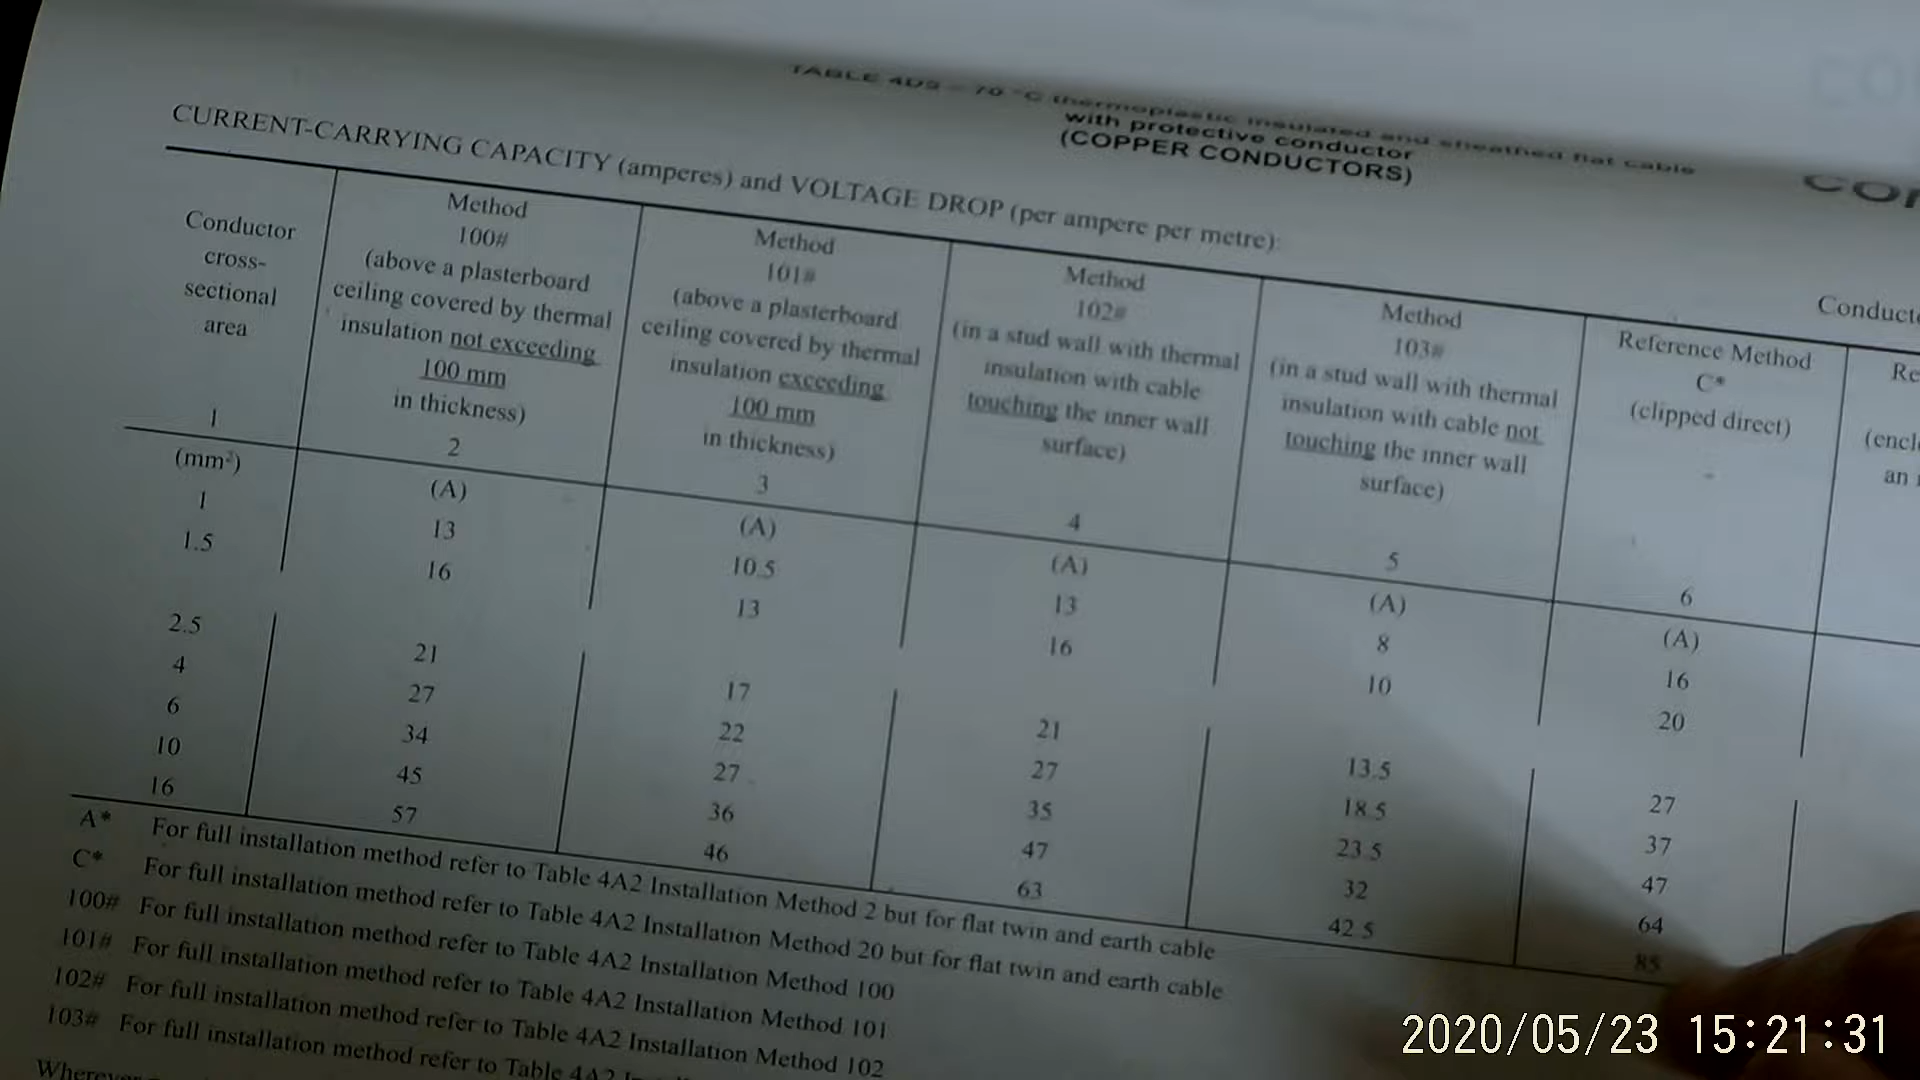 TABLE 4D5 – 70 °C thermoplastic insulated and sheathed flat cable
with protective conductor
(COPPER CONDUCTORS)
CURRENT-CARRYING CAPACITY (amperes) and VOLTAGE DROP (per ampere per metre):
Conductor
cross-
sectional
area
1
(mm²)
1
1.5
2.5
4
6
10
16
Method
100#
(above a plasterboard
ceiling covered by thermal
insulation not exceeding
100 mm
in thickness)
2
(A)
13
16
21
27
34
45
57
Method
101#
(above a plasterboard
ceiling covered by thermal
insulation exceeding
100 mm
in thickness)
3
(A)
10.5
13
17
22
27
36
46
Method
102#
(in a stud wall with thermal
insulation with cable
touching the inner wall
surface)
4
(A)
13
16
21
27
35
47
63
Method
103#
(in a stud wall with thermal
insulation with cable not
touching the inner wall
surface)
5
(A)
8
10
13.5
18.5
23.5
32
42.5
Reference Method
C*
(clipped direct)
6
(A)
16
20
27
37
47
64
85
A* For full installation method refer to Table 4A2 Installation Method 2 but for flat twin and earth cable
C* For full installation method refer to Table 4A2 Installation Method 20 but for flat twin and earth cable
100# For full installation method refer to Table 4A2 Installation Method 100
101# For full installation method refer to Table 4A2 Installation Method 101
102# For full installation method refer to Table 4A2 Installation Method 102
103# For full installation method refer to Table 4A2
2020/05/23 15:21:31